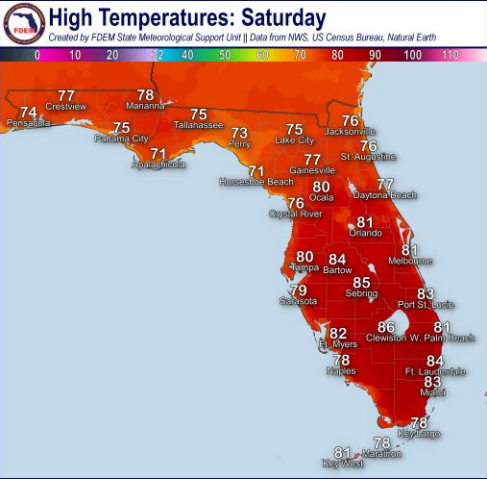 FDEM
High Temperatures: Saturday
Created by FDEM State Meteorological Support Unit || Data from NWS, US Census Bureau, Natural Earth
0 10 20 40 50 60 70 80 90 100 110
77
Crestview
78
Marianna
74
Pensacola
75
Panama City
75
Tallahassee
71
Apalachicola
73
Perry
75
Lake City
76
Jacksonville
76
St. Augustine
77
Gainesville
71
Horseshoe Beach
80
Ocala
77
Daytona Beach
76
Crystal River
81
Orlando
81
Melbourne
80
Tampa
84
Bartow
85
Sebring
79
Sarasota
83
Port St. Lucie
82
Ft. Myers
86
Clewiston
81
W. Palm Beach
78
Naples
84
Ft. Lauderdale
83
Miami
78
Key Largo
78
Marathon
81
Key West